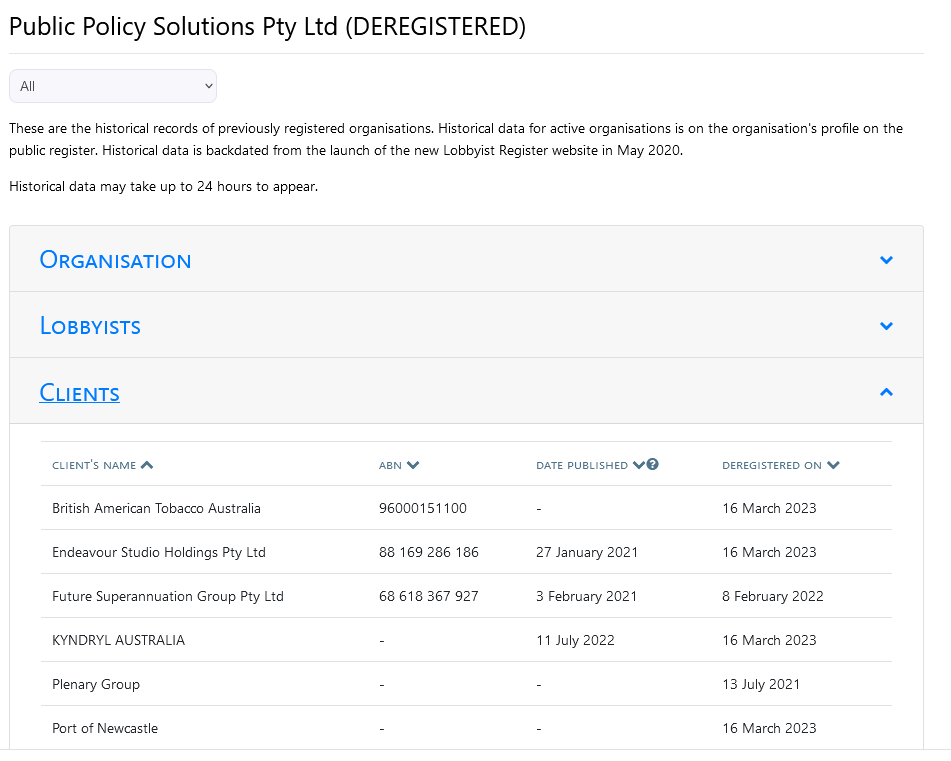 Public Policy Solutions Pty Ltd (DEREGISTERED)
All
These are the historical records of previously registered organisations. Historical data for active organisations is on the organisation's profile on the
public register. Historical data is backdated from the launch of the new Lobbyist Register website in May 2020.
Historical data may take up to 24 hours to appear.
Organisation
Lobbyists
Clients
CLIENT'S NAME ABN DATE PUBLISHED ? DEREGISTERED ON
British American Tobacco Australia 96000151100 - 16 March 2023
Endeavour Studio Holdings Pty Ltd 88 169 286 186 27 January 2021 16 March 2023
Future Superannuation Group Pty Ltd 68 618 367 927 3 February 2021 8 February 2022
KYNDRYL AUSTRALIA - 11 July 2022 16 March 2023
Plenary Group - - 13 July 2021
Port of Newcastle - - 16 March 2023